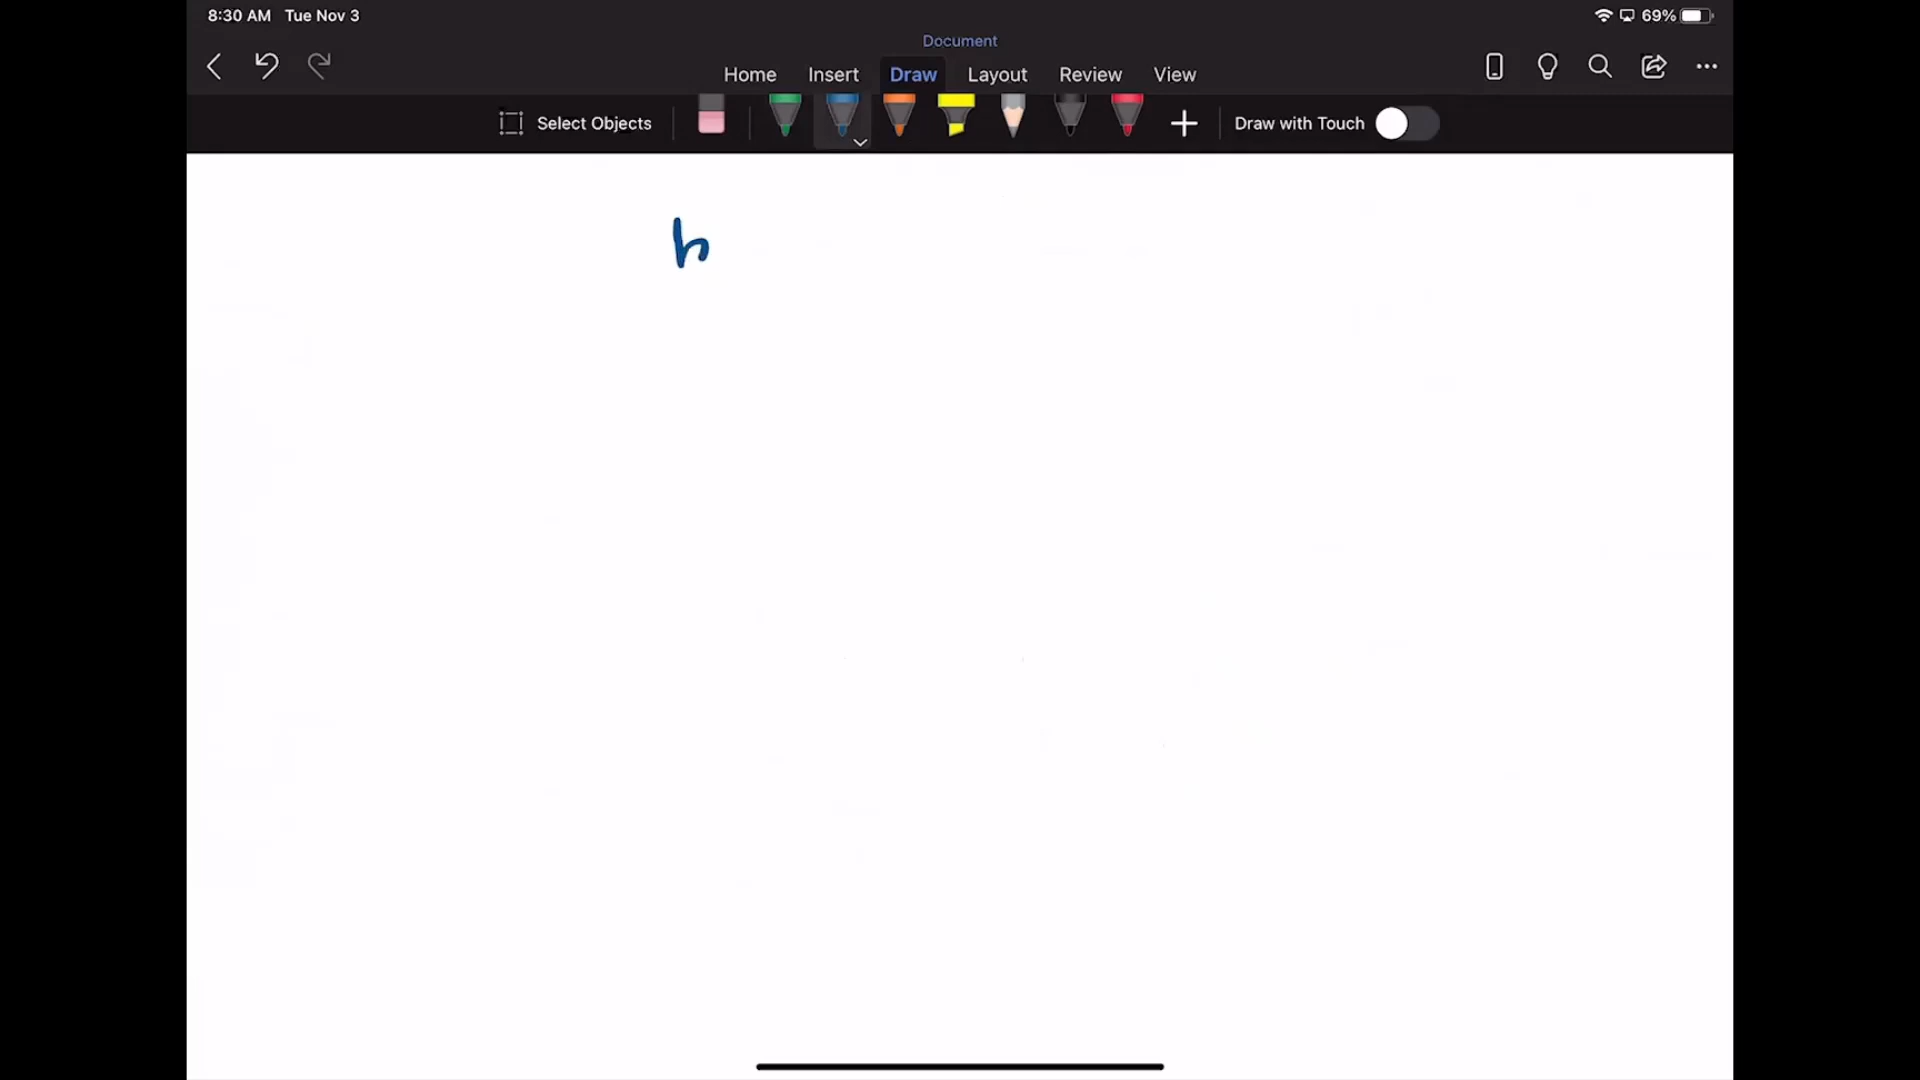 8:30 AM Tue Nov 3
69%
Document
Home Insert Draw Layout Review View
Select Objects
Draw with Touch
h